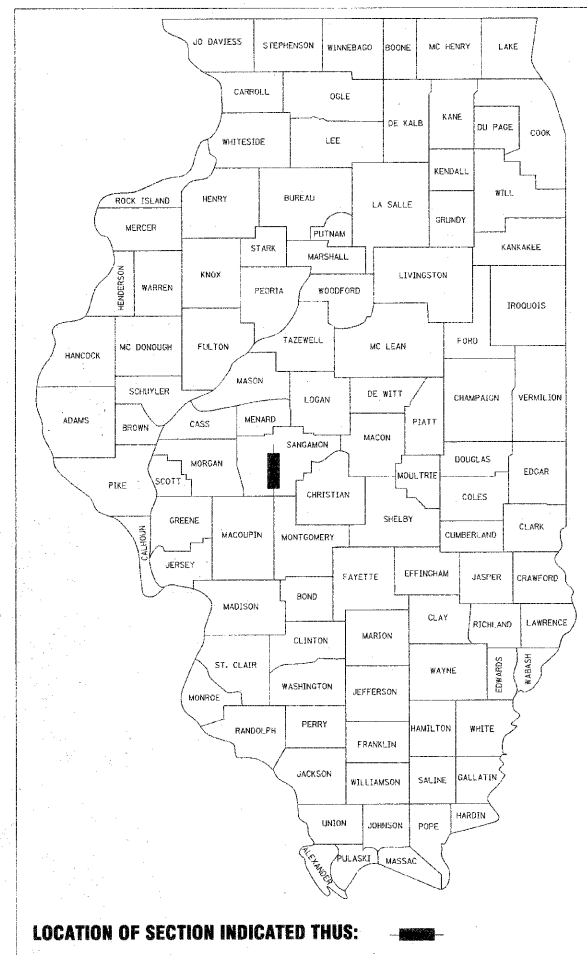 JO DAVIESS
STEPHENSON
WINNEBAGO
BOONE
MC HENRY
LAKE
CARROLL
OGLE
DE KALB
KANE
DU PAGE
COOK
WHITESIDE
LEE
KENDALL
WILL
ROCK ISLAND
HENRY
BUREAU
LA SALLE
GRUNDY
MERCER
PUTNAM
STARK
MARSHALL
KANKAKEE
HENDERSON
WARREN
KNOX
PEORIA
WOODFORD
LIVINGSTON
IROQUOIS
HANCOCK
MC DONOUGH
FULTON
TAZEWELL
MC LEAN
FORD
SCHUYLER
MASON
LOGAN
DE WITT
CHAMPAIGN
VERMILION
ADAMS
BROWN
CASS
MENARD
PIATT
MACON
SANGAMON
DOUGLAS
EDGAR
MORGAN
MOULTRIE
PIKE
SCOTT
CHRISTIAN
COLES
CALHOUN
GREENE
MACOUPIN
MONTGOMERY
SHELBY
CUMBERLAND
CLARK
JERSEY
FAYETTE
EFFINGHAM
JASPER
CRAWFORD
MADISON
BOND
CLAY
RICHLAND
LAWRENCE
CLINTON
MARION
WAYNE
EDWARDS
WABASH
ST. CLAIR
WASHINGTON
JEFFERSON
MONROE
RANDOLPH
PERRY
HAMILTON
WHITE
FRANKLIN
JACKSON
WILLIAMSON
SALINE
GALLATIN
UNION
JOHNSON
POPE
HARDIN
ALEXANDER
PULASKI
MASSAC
LOCATION OF SECTION INDICATED THUS: